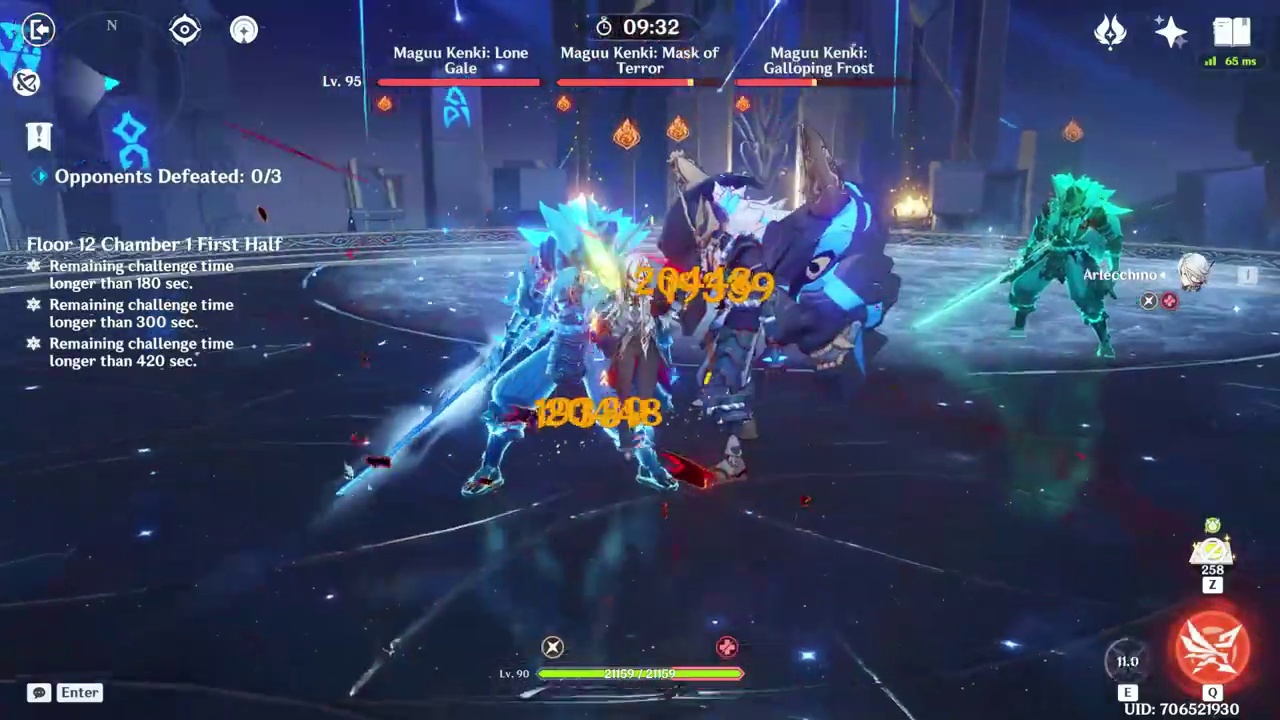 N
09:32
65 ms
Maguu Kenki: Lone
Gale
Maguu Kenki: Mask of
Terror
Maguu Kenki:
Galloping Frost
Lv. 95
Opponents Defeated: 0/3
Floor 12 Chamber 1 First Half
Remaining challenge time
longer than 180 sec.
Remaining challenge time
longer than 300 sec.
Remaining challenge time
longer than 420 sec.
Arlecchino
1
258
Z
11.0
E
Q
Lv. 90
21159 / 21159
Enter
UID: 706521930